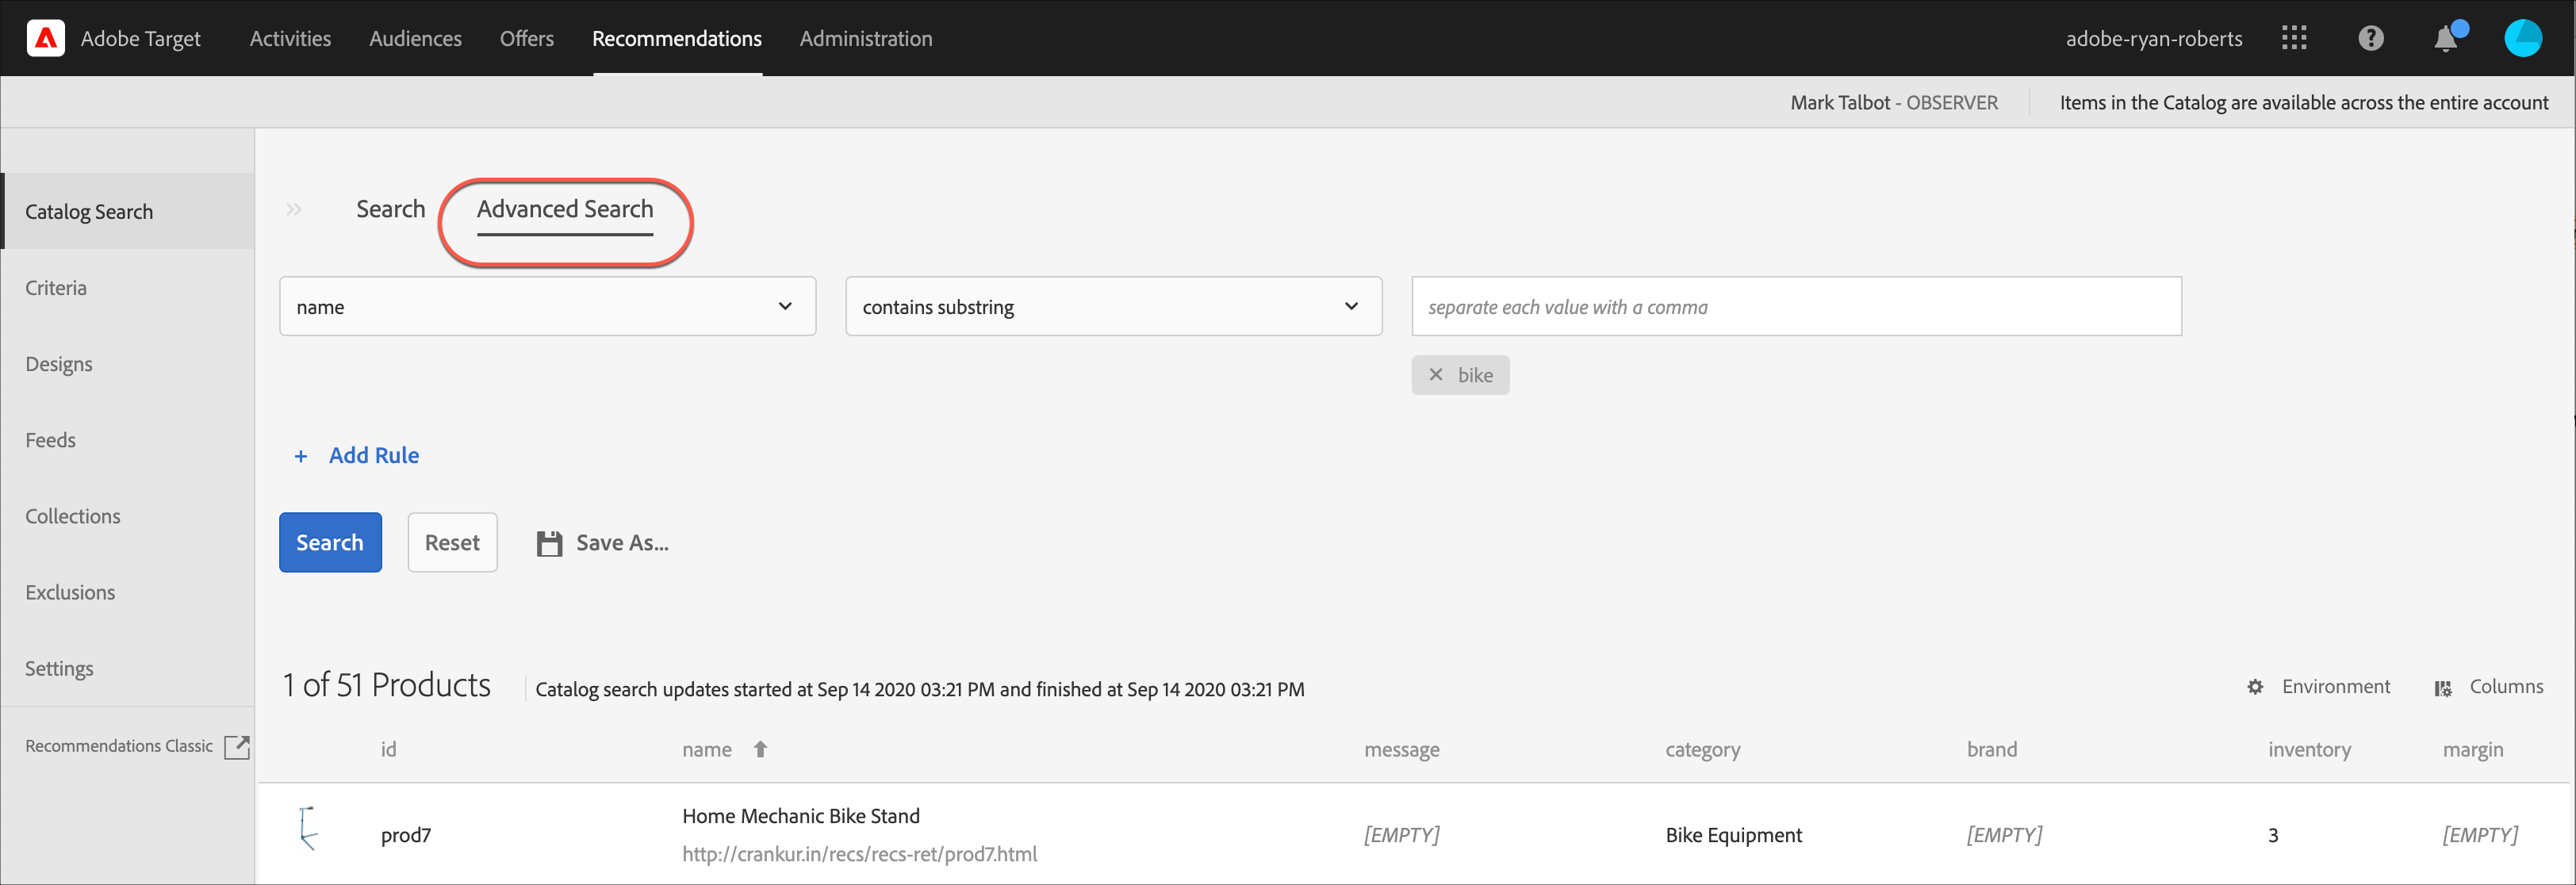 Adobe Target Activities Audiences Offers Recommendations Administration adobe-ryan-roberts
Mark Talbot - OBSERVER Items in the Catalog are available across the entire account
Catalog Search
Criteria
Designs
Feeds
Collections
Exclusions
Settings
Recommendations Classic
Search Advanced Search
name contains substring separate each value with a comma
bike
+ Add Rule
Search Reset Save As...
1 of 51 Products Catalog search updates started at Sep 14 2020 03:21 PM and finished at Sep 14 2020 03:21 PM Environment Columns
id name message category brand inventory margin
Home Mechanic Bike Stand
prod7 [EMPTY] Bike Equipment [EMPTY] 3 [EMPTY]
http://crankur.in/recs/recs-ret/prod7.html